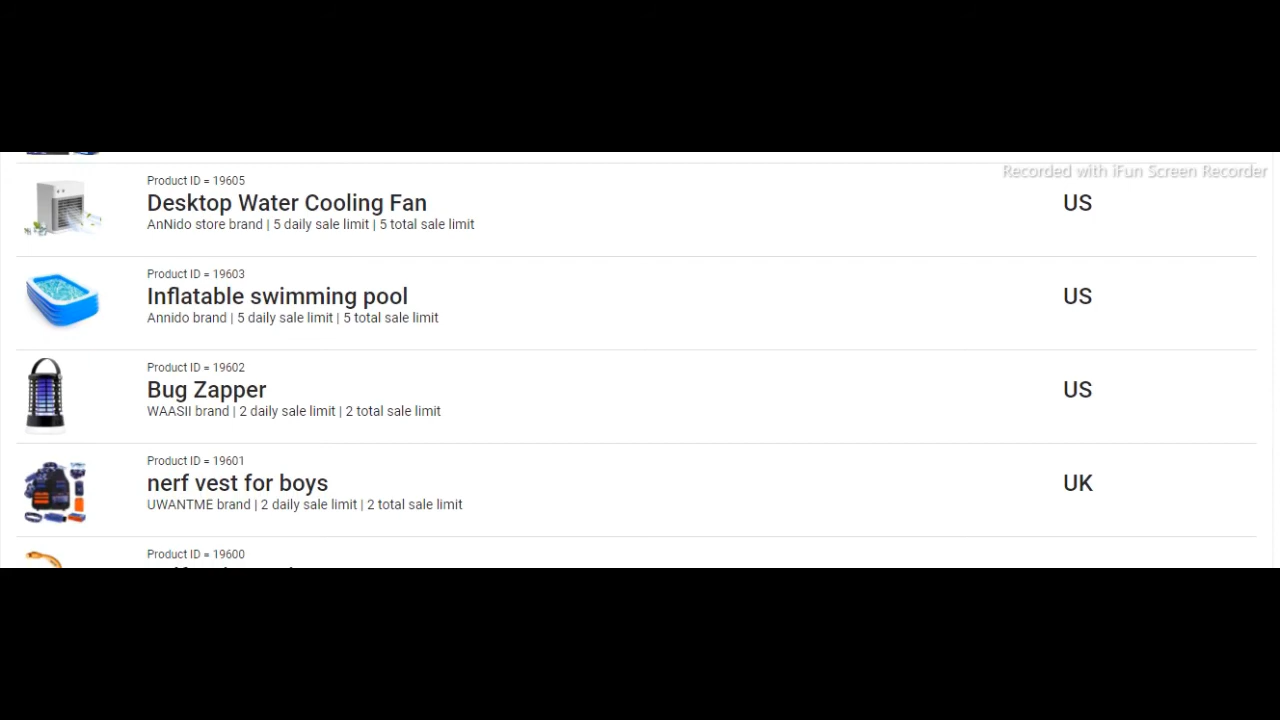 Recorded with iFun Screen Recorder
Product ID = 19605
Desktop Water Cooling Fan
US
AnNido store brand | 5 daily sale limit | 5 total sale limit
Product ID = 19603
Inflatable swimming pool
US
Annido brand | 5 daily sale limit | 5 total sale limit
Product ID = 19602
Bug Zapper
US
WAASII brand | 2 daily sale limit | 2 total sale limit
Product ID = 19601
nerf vest for boys
UK
UWANTME brand | 2 daily sale limit | 2 total sale limit
Product ID = 19600